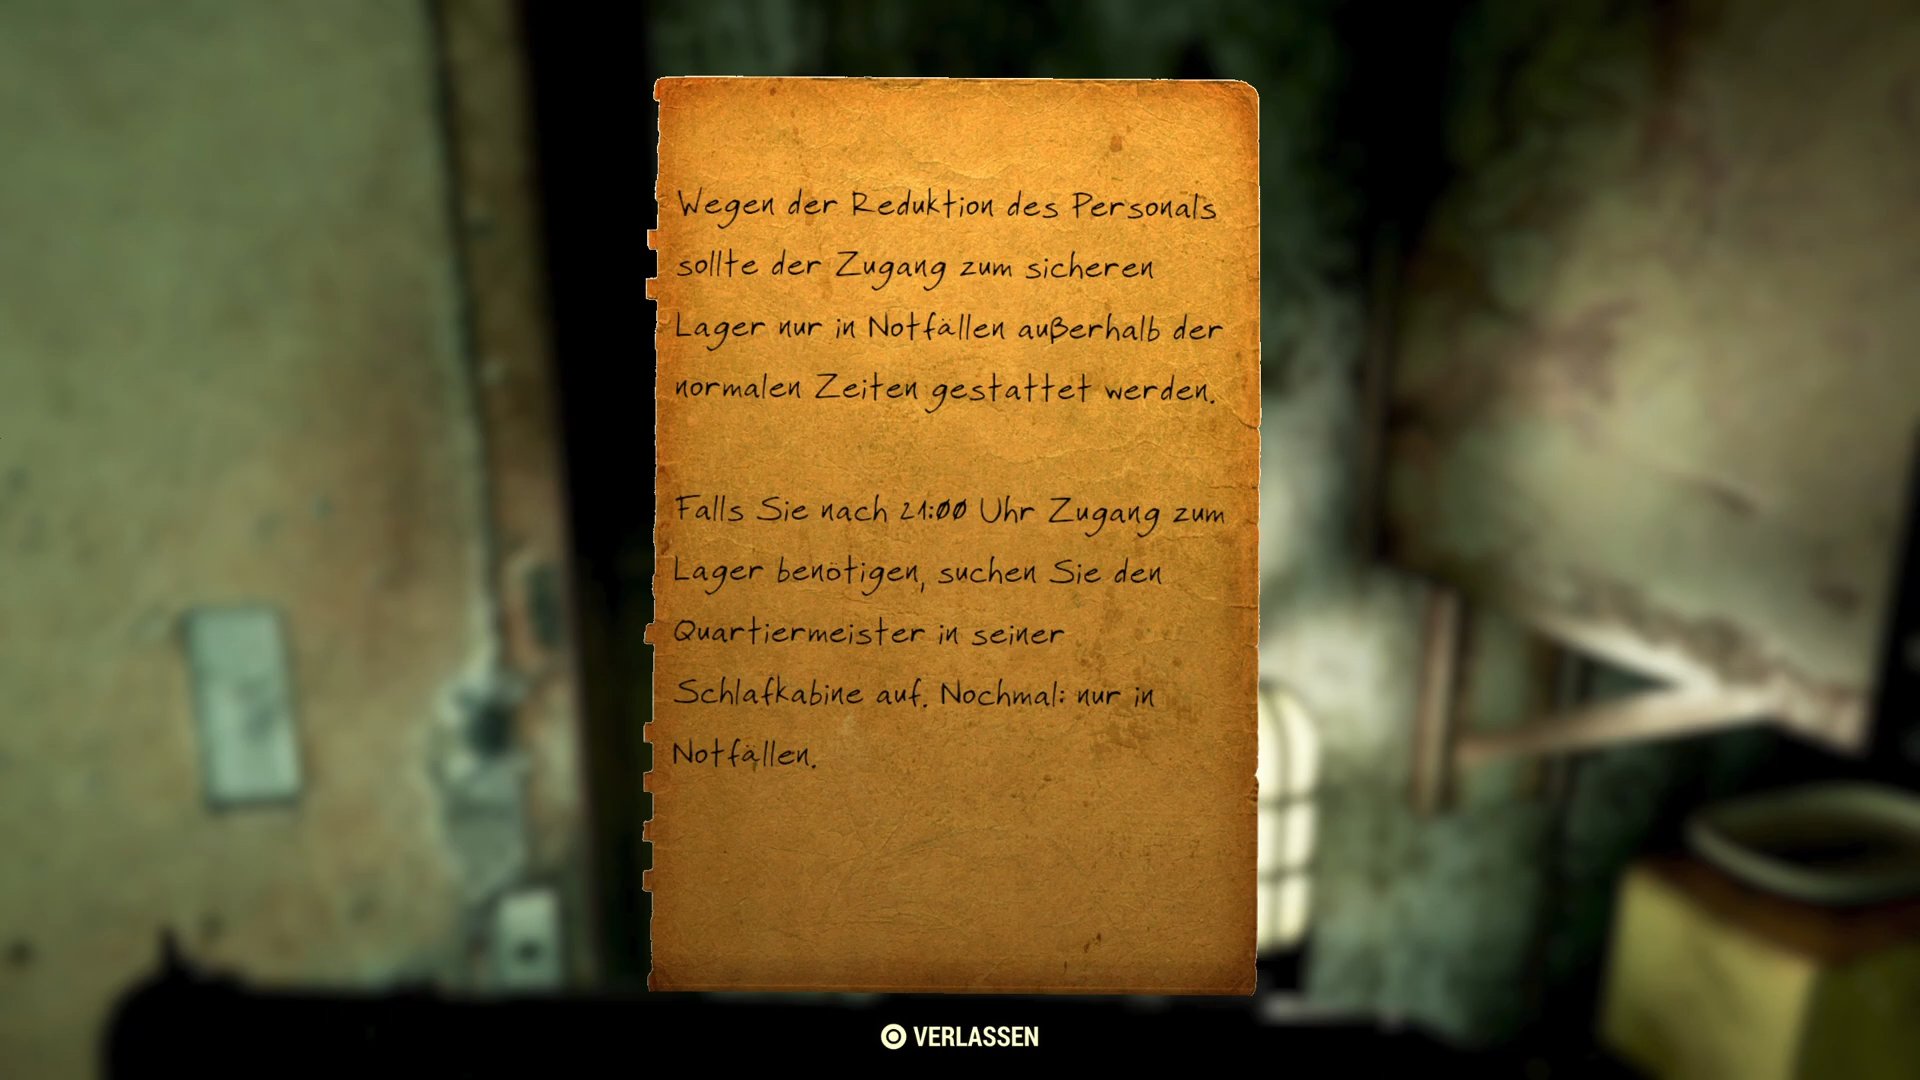 Wegen der Reduktion des Personals
sollte der Zugang zum sicheren
Lager nur in Notfällen außerhalb der
normalen Zeiten gestattet werden.
Falls Sie nach 21:00 Uhr Zugang zum
Lager benötigen, suchen Sie den
Quartiermeister in seiner
Schlafkabine auf. Nochmal: nur in
Notfällen.
VERLASSEN